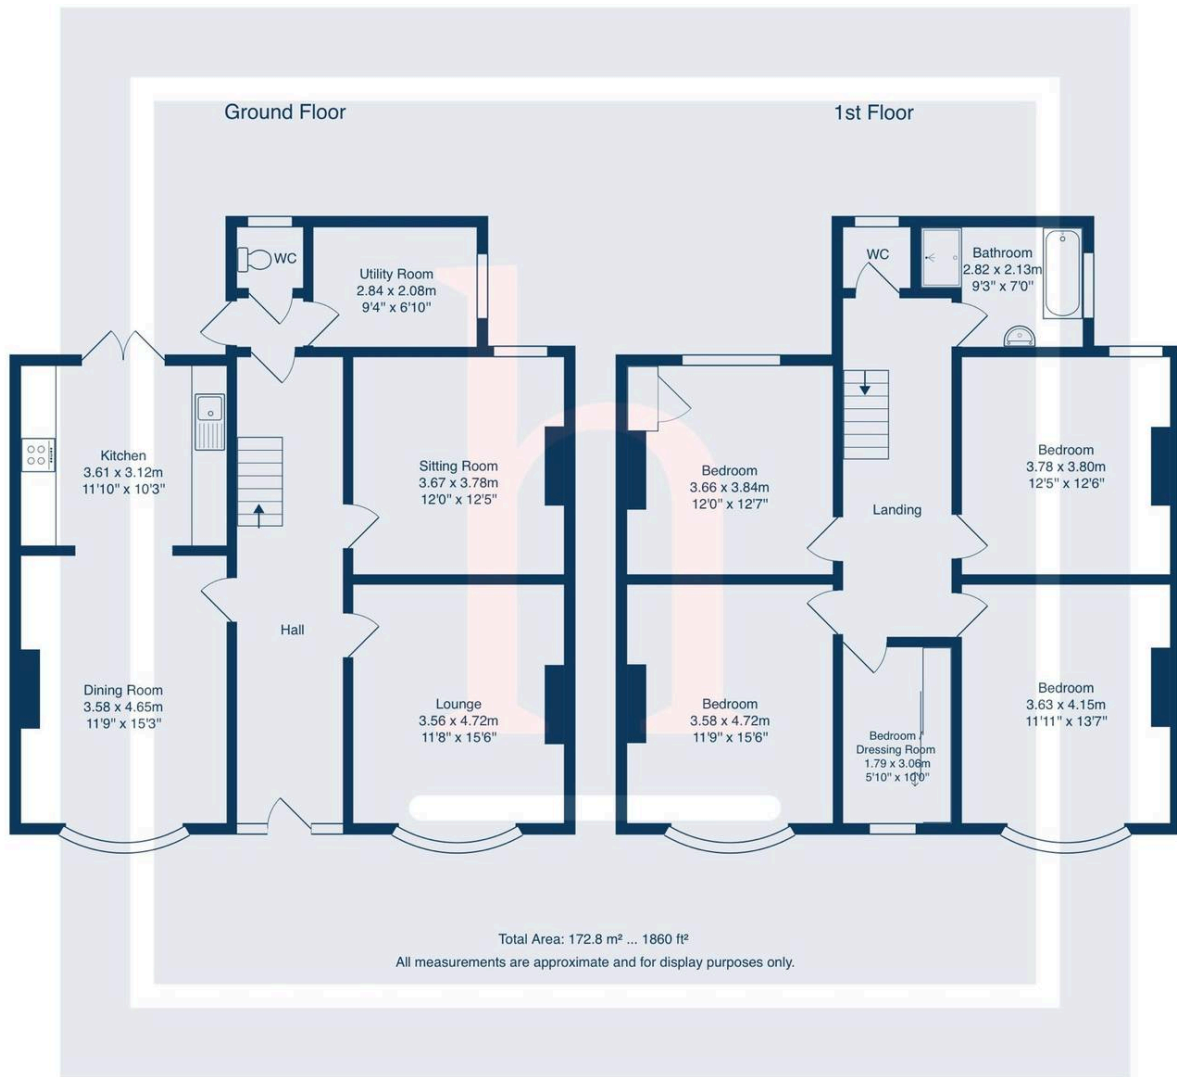 Ground Floor
WC
Utility Room
2.84 x 2.08m
9'4" x 6'10"
Kitchen
3.61 x 3.12m
11'10" x 10'3"
Sitting Room
3.67 x 3.78m
12'0" x 12'5"
Hall
Dining Room
3.58 x 4.65m
11'9" x 15'3"
Lounge
3.56 x 4.72m
11'8" x 15'6"
1st Floor
WC
Bathroom
2.82 x 2.13m
9'3" x 7'0"
Bedroom
3.66 x 3.84m
12'0" x 12'7"
Landing
Bedroom
3.78 x 3.80m
12'5" x 12'6"
Bedroom
3.58 x 4.72m
11'9" x 15'6"
Bedroom /
Dressing Room
1.79 x 3.06m
5'10" x 10'0"
Bedroom
3.63 x 4.15m
11'11" x 13'7"
Total Area: 172.8 m² ... 1860 ft²
All measurements are approximate and for display purposes only.
h